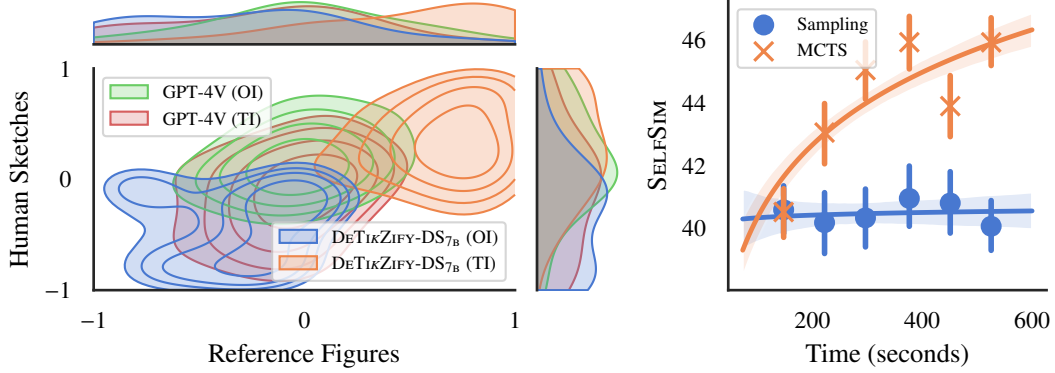 Human Sketches
1
0
−1
GPT-4V (OI)
GPT-4V (TI)
DETIKZIFY-DS7B (OI)
DETIKZIFY-DS7B (TI)
−1 0 1
Reference Figures
SELFSIM
46
44
42
40
Sampling
MCTS
200 400 600
Time (seconds)